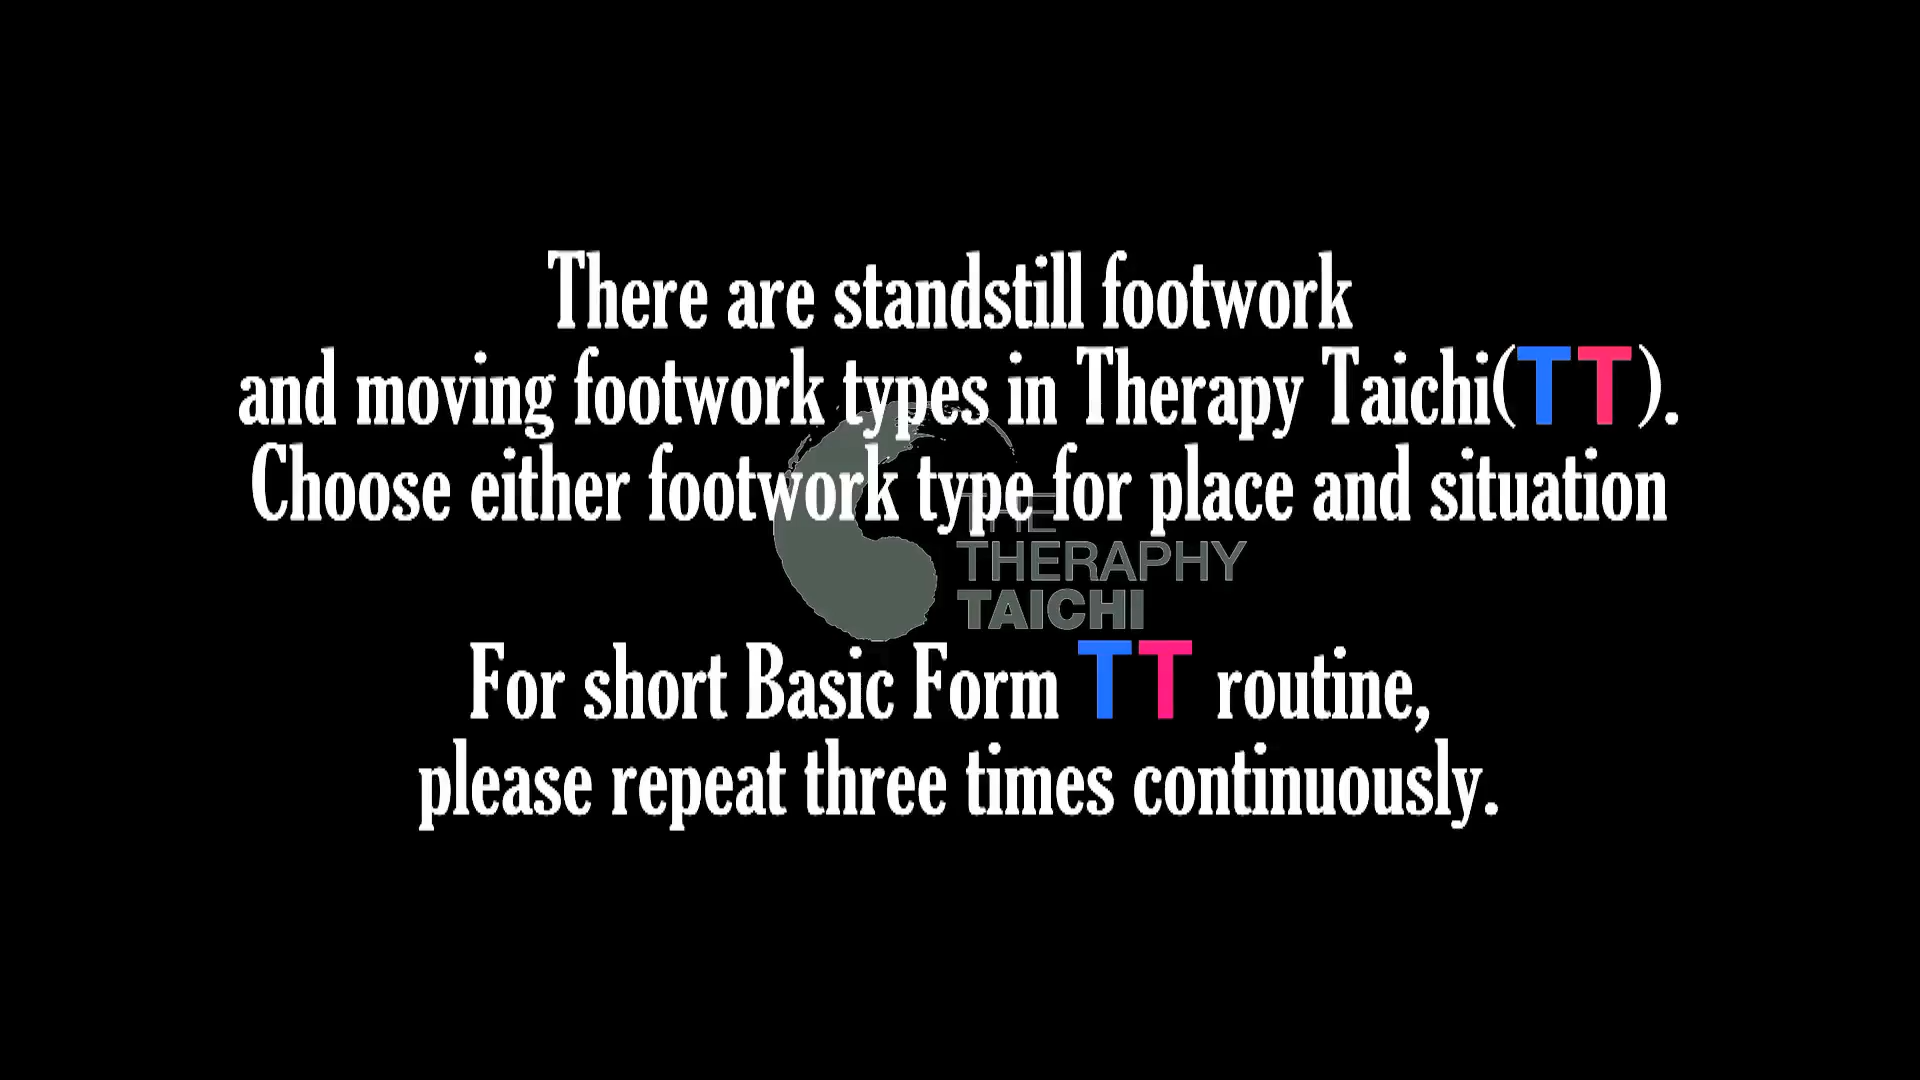 There are standstill footwork
and moving footwork types in Therapy Taichi(TT).
Choose either footwork type for place and situation
THE
THERAPHY
TAICHI
For short Basic Form TT routine,
please repeat three times continuously.